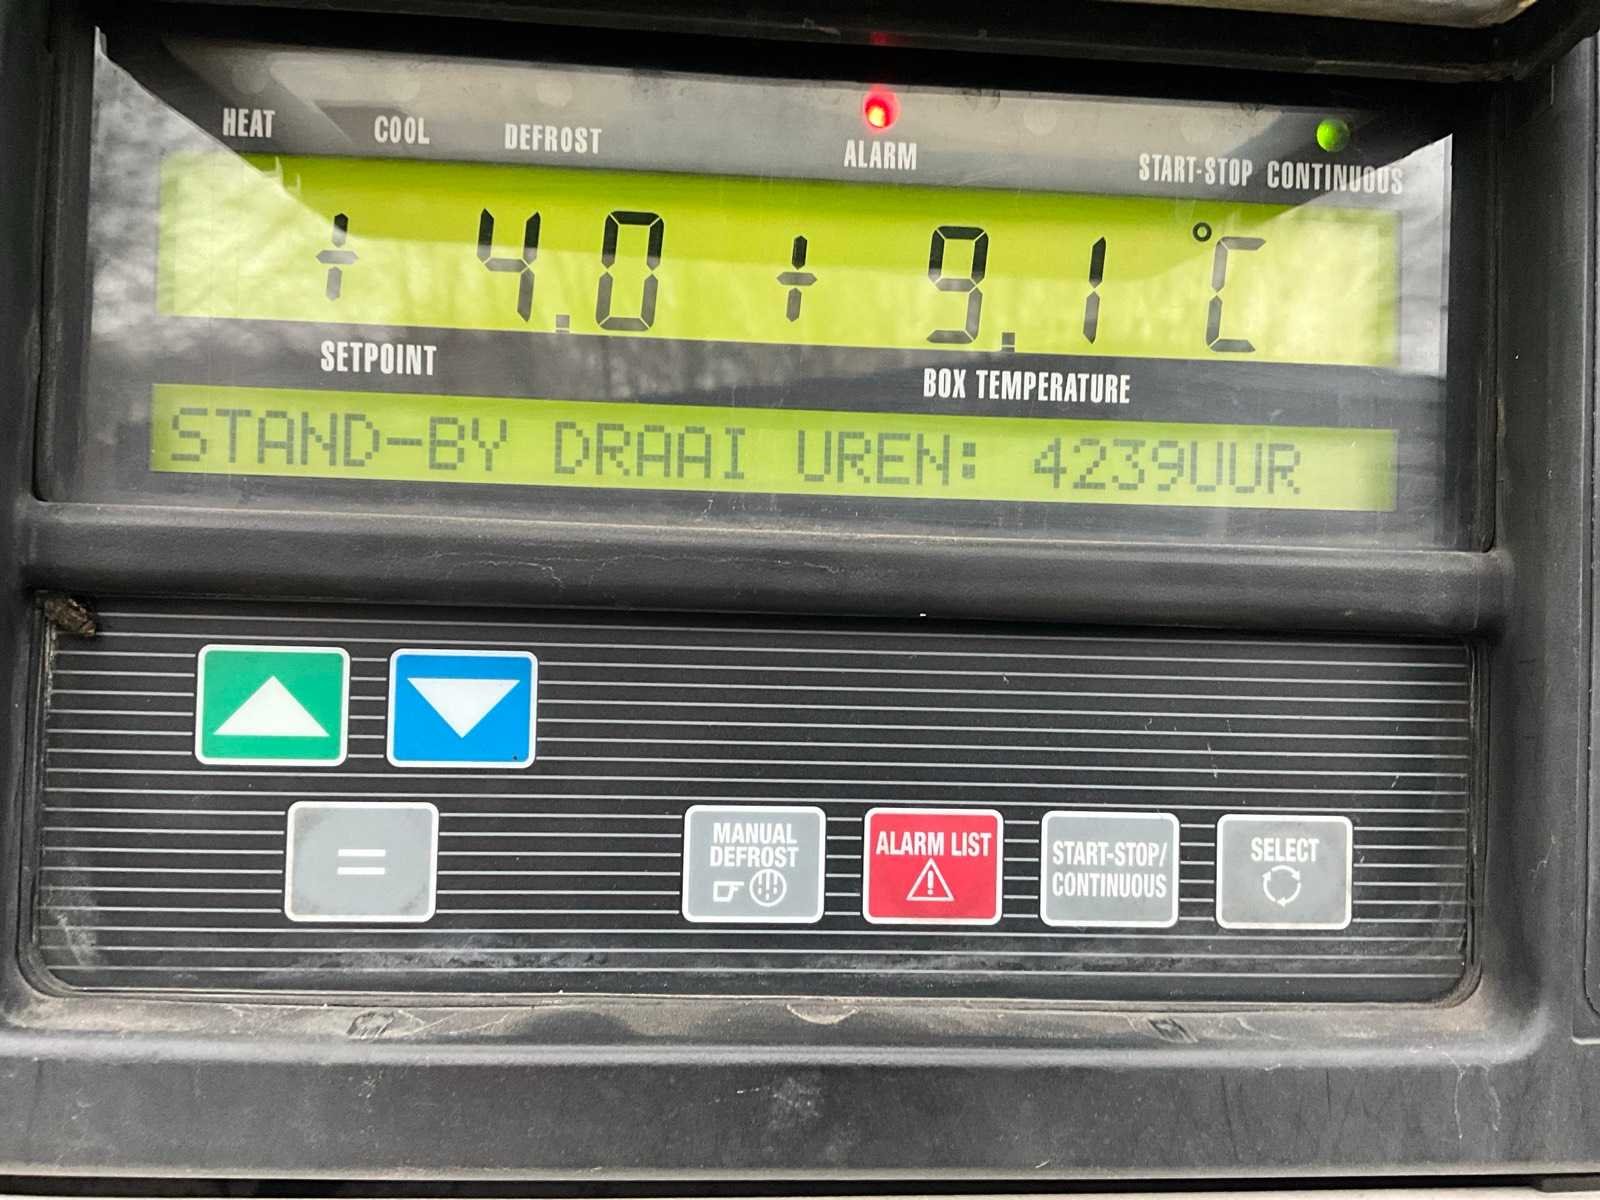 HEAT COOL DEFROST ALARM START-STOP CONTINUOUS
+ 4.0 + 9.1 °C
SETPOINT BOX TEMPERATURE
STAND-BY DRAAI UREN: 4239UUR
=
MANUAL DEFROST
ALARM LIST
!
START-STOP/ CONTINUOUS
SELECT